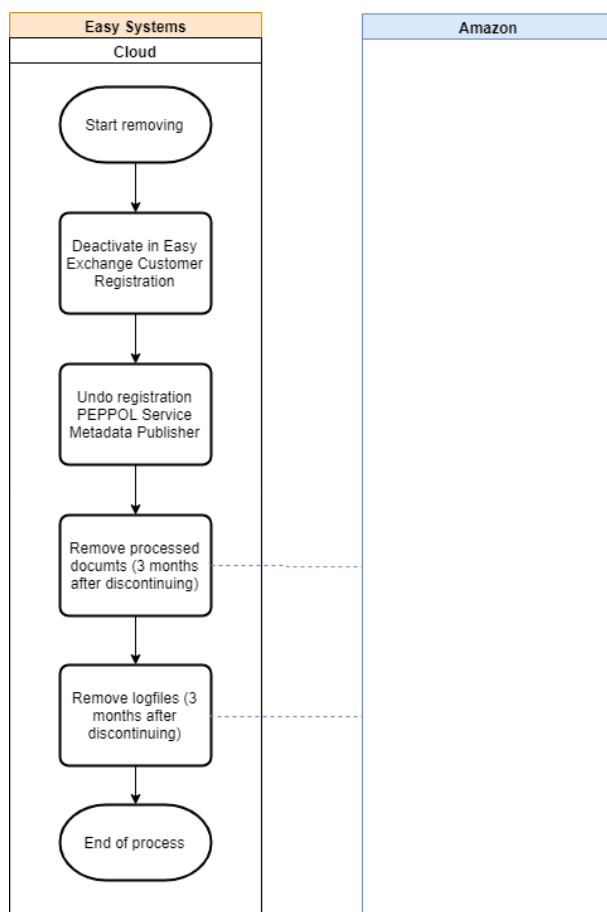 Easy Systems
Cloud
Amazon
Start removing
Deactivate in Easy
Exchange Customer
Registration
Undo registration
PEPPOL Service
Metadata Publisher
Remove processed
documts (3 months
after discontinuing)
Remove logfiles (3
months after
discontinuing)
End of process